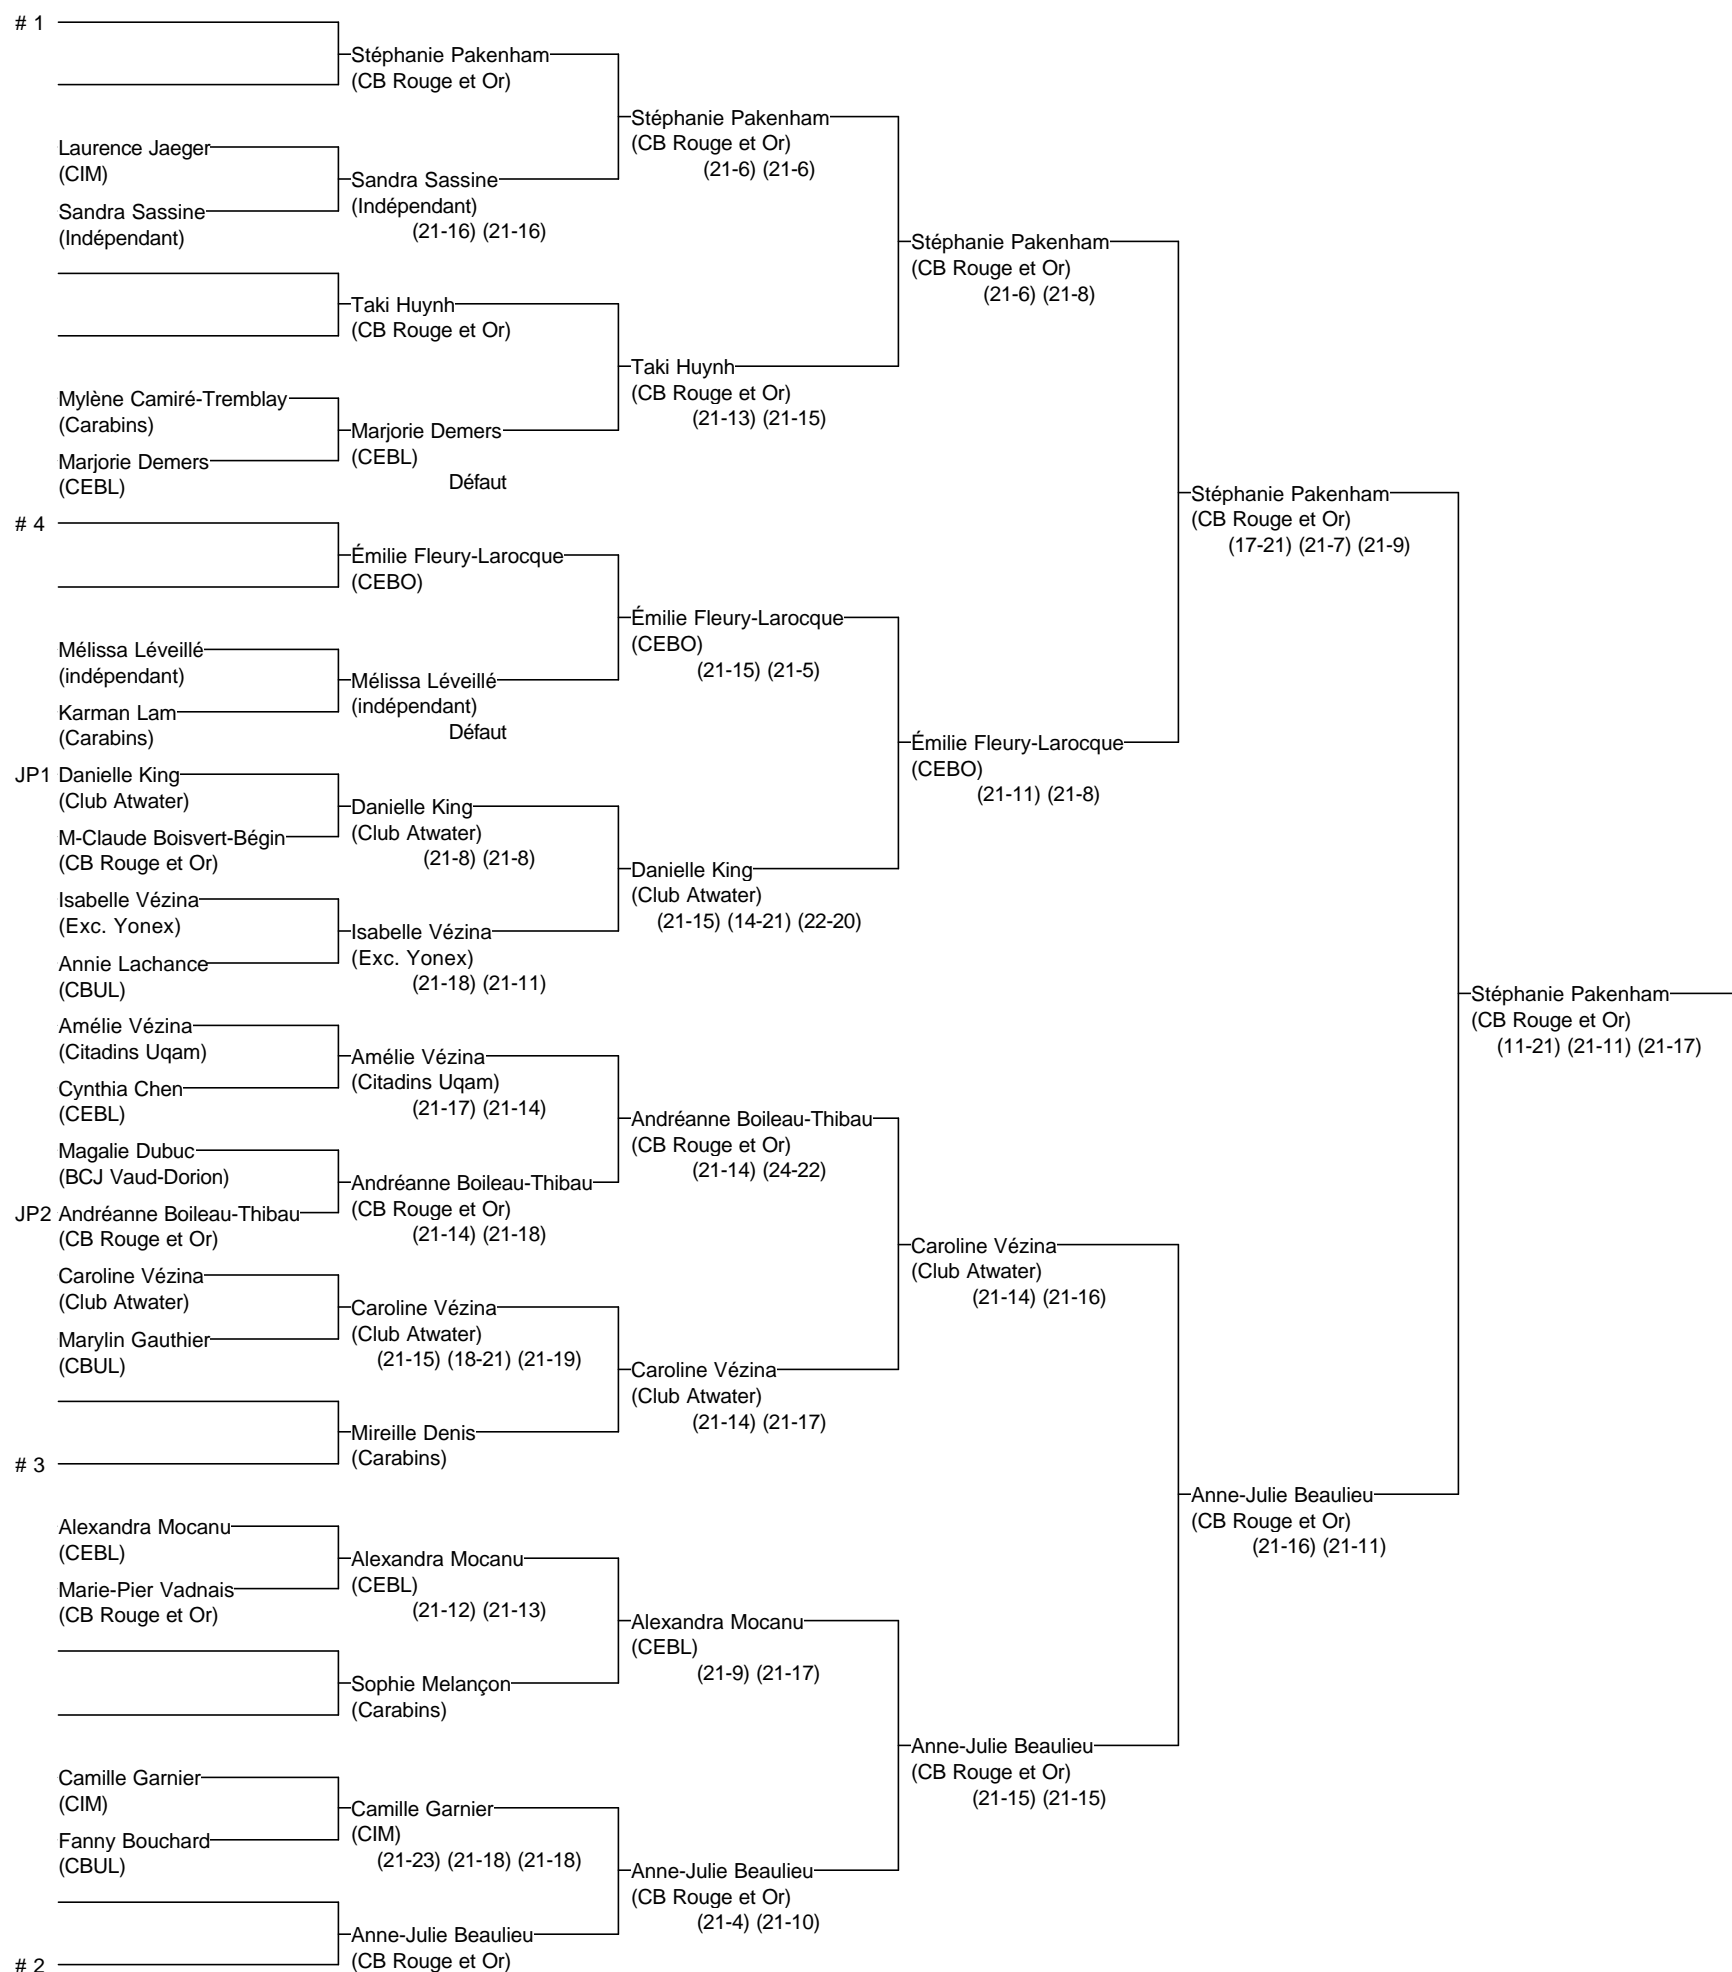 # 1
Stéphanie Pakenham
(CB Rouge et Or)
Stéphanie Pakenham
(CB Rouge et Or)
(21-6) (21-6)
Laurence Jaeger
(CIM)
Sandra Sassine
(Indépendant)
(21-16) (21-16)
Sandra Sassine
(Indépendant)
Stéphanie Pakenham
(CB Rouge et Or)
(21-6) (21-8)
Taki Huynh
(CB Rouge et Or)
Taki Huynh
(CB Rouge et Or)
(21-13) (21-15)
Mylène Camiré-Tremblay
(Carabins)
Marjorie Demers
(CEBL)
Défaut
Marjorie Demers
(CEBL)
Stéphanie Pakenham
(CB Rouge et Or)
(17-21) (21-7) (21-9)
# 4
Émilie Fleury-Larocque
(CEBO)
Émilie Fleury-Larocque
(CEBO)
(21-15) (21-5)
Mélissa Léveillé
(indépendant)
Mélissa Léveillé
(indépendant)
Défaut
Karman Lam
(Carabins)
Émilie Fleury-Larocque
(CEBO)
(21-11) (21-8)
JP1 Danielle King
(Club Atwater)
Danielle King
(Club Atwater)
(21-8) (21-8)
M-Claude Boisvert-Bégin
(CB Rouge et Or)
Danielle King
(Club Atwater)
(21-15) (14-21) (22-20)
Isabelle Vézina
(Exc. Yonex)
Isabelle Vézina
(Exc. Yonex)
(21-18) (21-11)
Annie Lachance
(CBUL)
Stéphanie Pakenham
(CB Rouge et Or)
(11-21) (21-11) (21-17)
Amélie Vézina
(Citadins Uqam)
Amélie Vézina
(Citadins Uqam)
(21-17) (21-14)
Cynthia Chen
(CEBL)
Andréanne Boileau-Thibau
(CB Rouge et Or)
(21-14) (24-22)
Magalie Dubuc
(BCJ Vaud-Dorion)
Andréanne Boileau-Thibau
(CB Rouge et Or)
(21-14) (21-18)
JP2 Andréanne Boileau-Thibau
(CB Rouge et Or)
Caroline Vézina
(Club Atwater)
(21-14) (21-16)
Caroline Vézina
(Club Atwater)
Caroline Vézina
(Club Atwater)
(21-15) (18-21) (21-19)
Marylin Gauthier
(CBUL)
Caroline Vézina
(Club Atwater)
(21-14) (21-17)
Mireille Denis
(Carabins)
# 3
Anne-Julie Beaulieu
(CB Rouge et Or)
(21-16) (21-11)
Alexandra Mocanu
(CEBL)
Alexandra Mocanu
(CEBL)
(21-12) (21-13)
Marie-Pier Vadnais
(CB Rouge et Or)
Alexandra Mocanu
(CEBL)
(21-9) (21-17)
Sophie Melançon
(Carabins)
Anne-Julie Beaulieu
(CB Rouge et Or)
(21-15) (21-15)
Camille Garnier
(CIM)
Camille Garnier
(CIM)
(21-23) (21-18) (21-18)
Fanny Bouchard
(CBUL)
Anne-Julie Beaulieu
(CB Rouge et Or)
(21-4) (21-10)
Anne-Julie Beaulieu
(CB Rouge et Or)
# 2